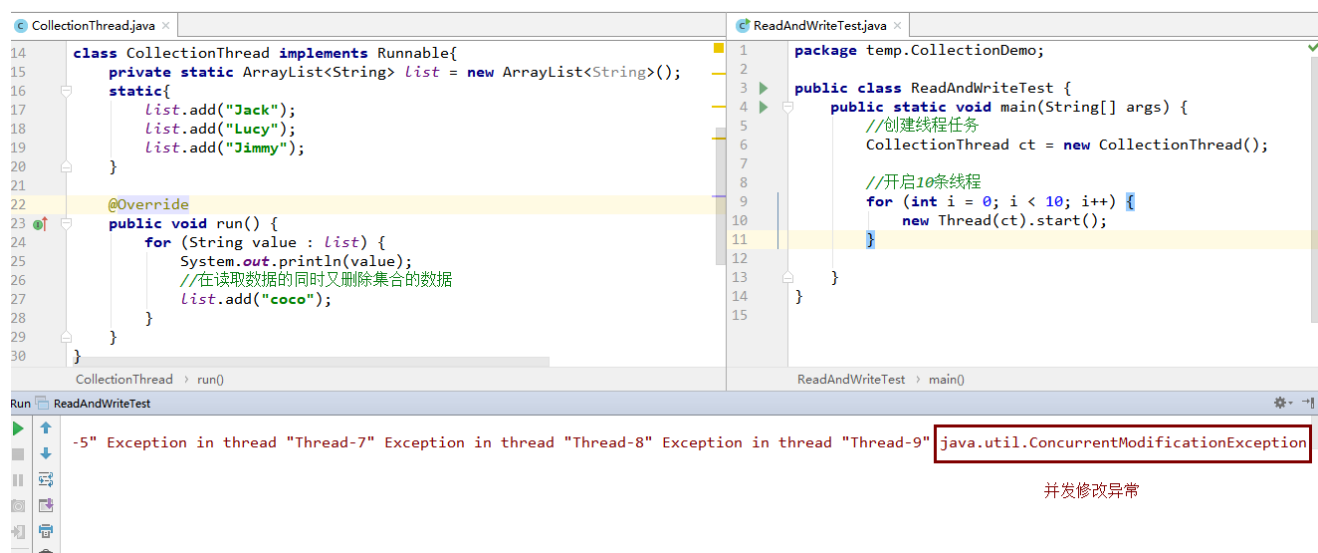 CollectionThread.java
14 class CollectionThread implements Runnable{
15 private static ArrayList<String> list = new ArrayList<String>();
16 static{
17 list.add("Jack");
18 list.add("Lucy");
19 list.add("Jimmy");
20 }
21
22 @Override
23 public void run() {
24 for (String value : list) {
25 System.out.println(value);
26 //在读取数据的同时又删除集合的数据
27 list.add("coco");
28 }
29 }
30 }
CollectionThread › run()
ReadAndWriteTest.java
1 package temp.CollectionDemo;
2
3 public class ReadAndWriteTest {
4 public static void main(String[] args) {
5 //创建线程任务
6 CollectionThread ct = new CollectionThread();
7
8 //开启10条线程
9 for (int i = 0; i < 10; i++) {
10 new Thread(ct).start();
11 }
12
13 }
14 }
15
ReadAndWriteTest › main()
Run ReadAndWriteTest
-5" Exception in thread "Thread-7" Exception in thread "Thread-8" Exception in thread "Thread-9" java.util.ConcurrentModificationException
并发修改异常